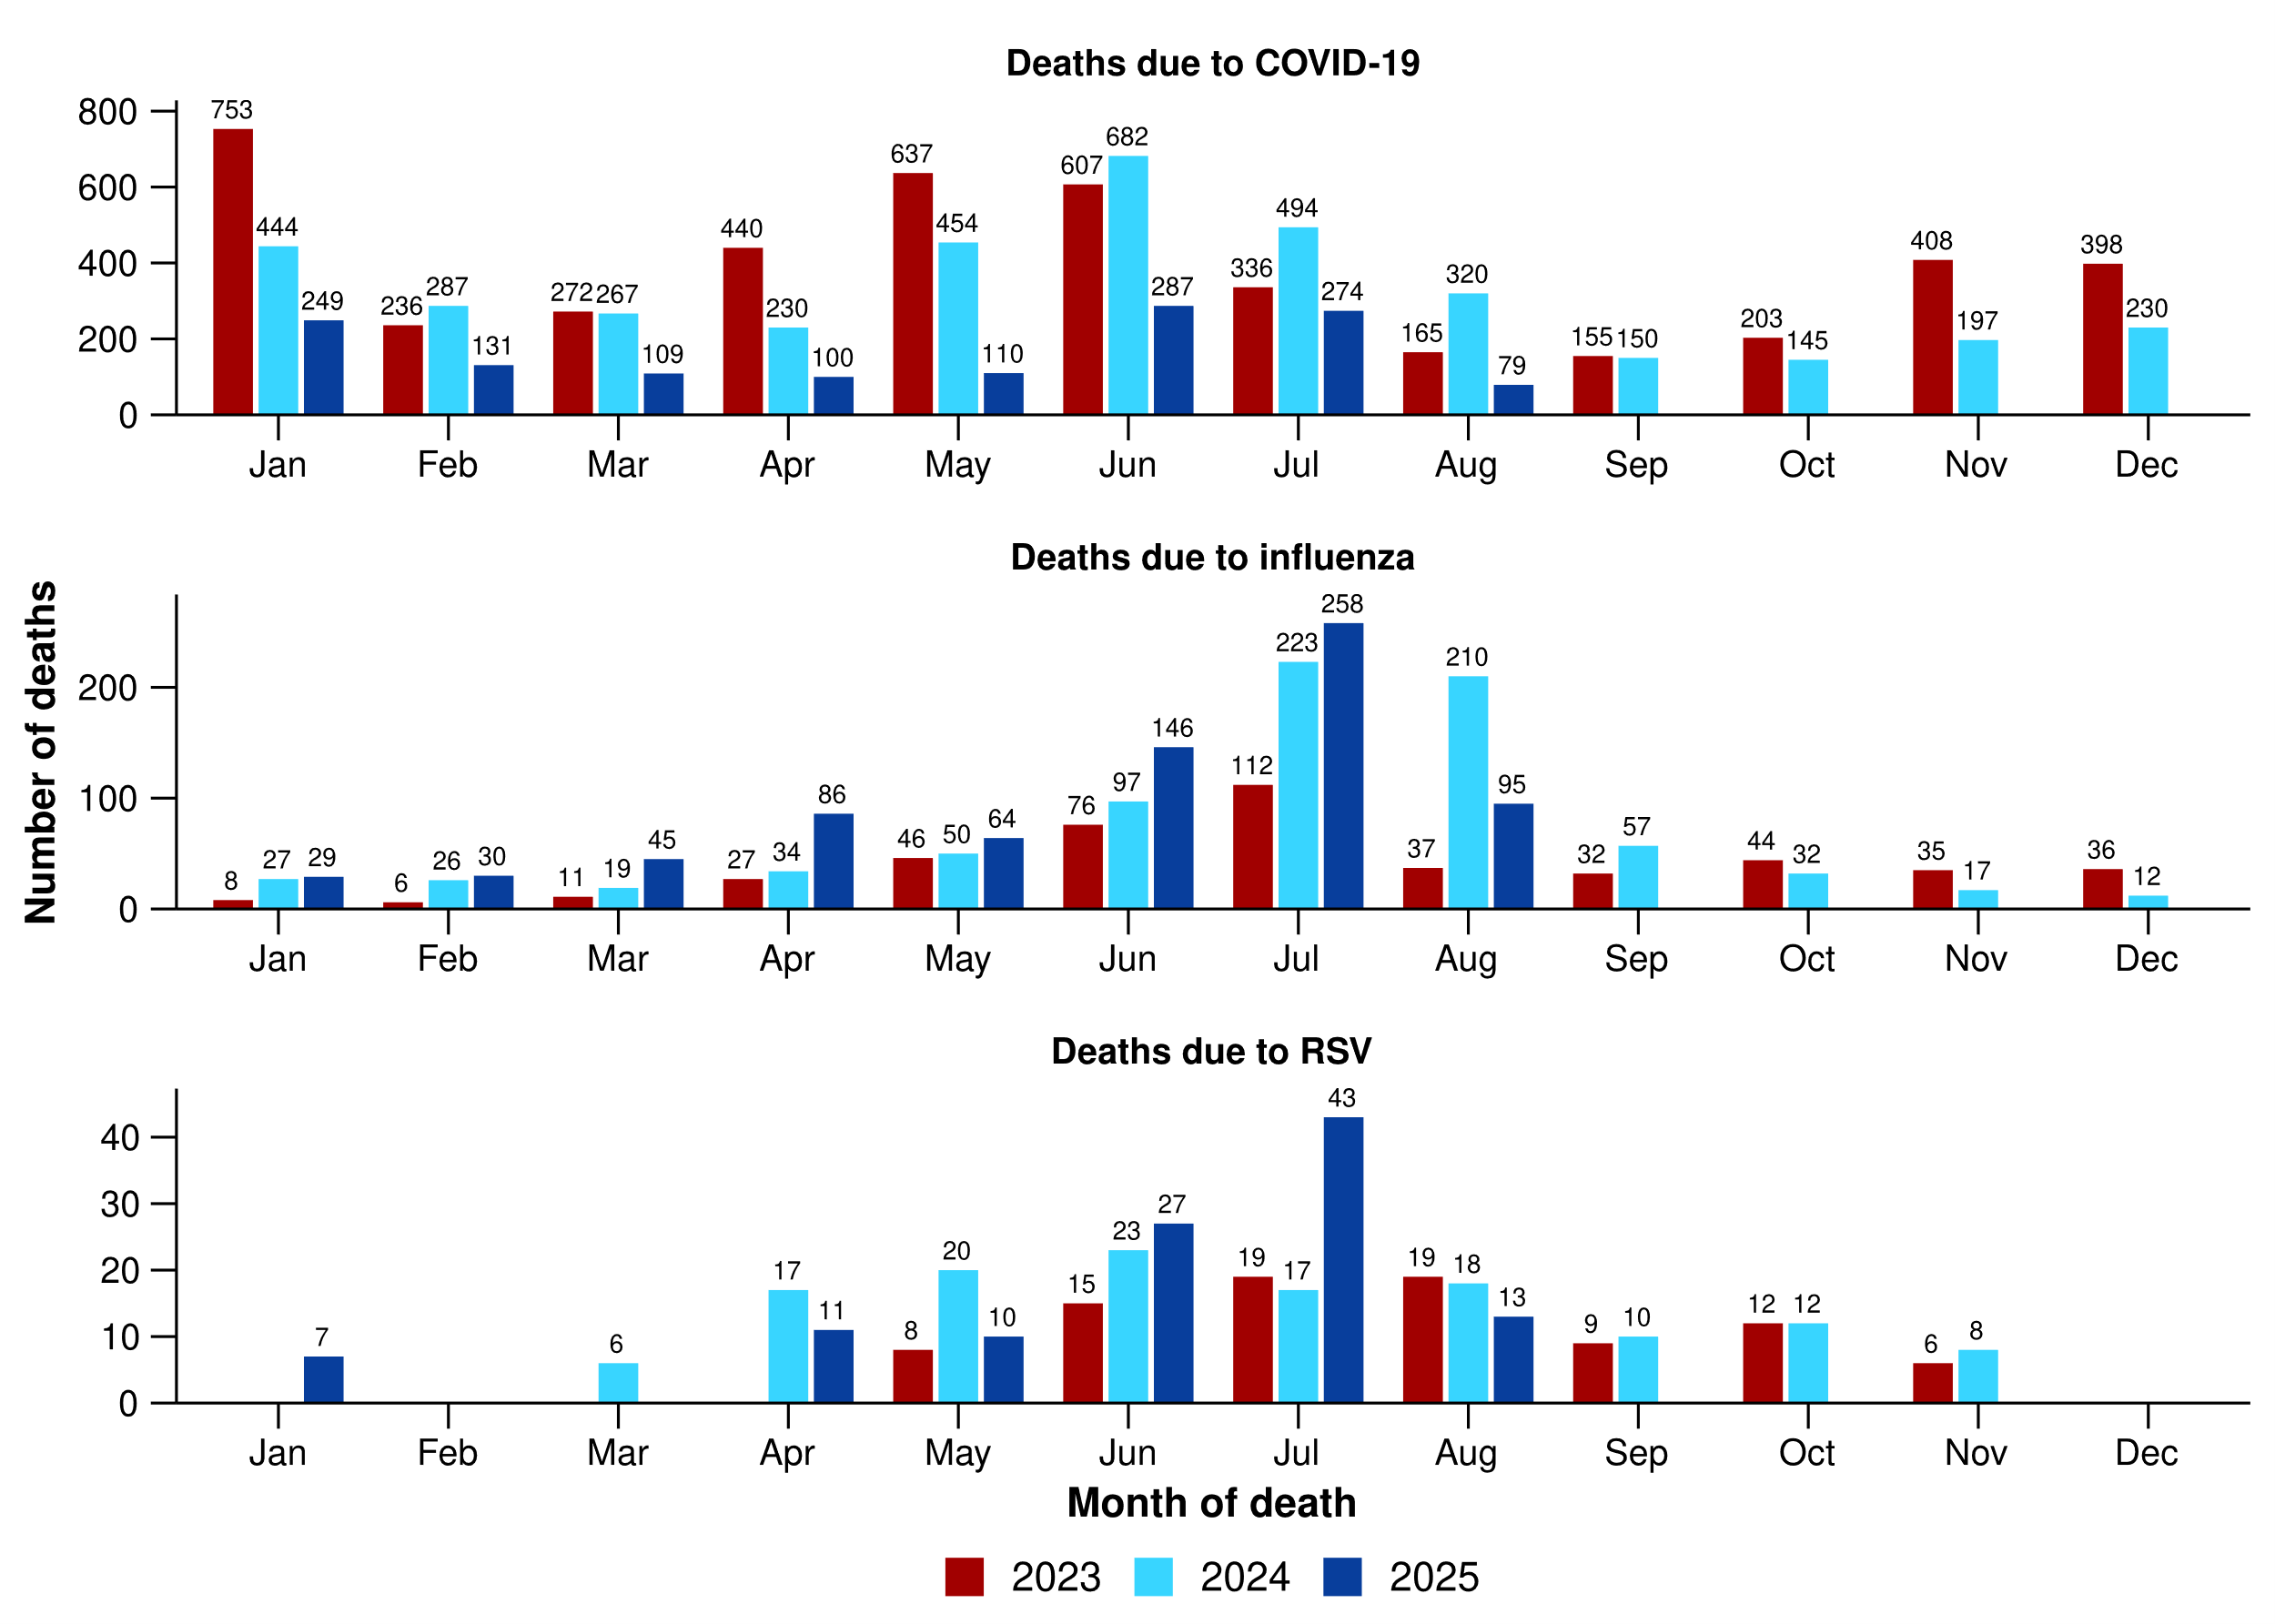 Deaths due to COVID-19
800
600
400
200
0
753 444 249
236 287 131
272 267 109
440 230 100
637 454 110
607 682 287
336 494 274
165 320 79
155 150
203 145
408 197
398 230
Jan Feb Mar Apr May Jun Jul Aug Sep Oct Nov Dec
Number of deaths
Deaths due to influenza
200
100
0
8 27 29
6 26 30
11 19 45
27 34 86
46 50 64
76 97 146
112 223 258
37 210 95
32 57
44 32
35 17
36 12
Jan Feb Mar Apr May Jun Jul Aug Sep Oct Nov Dec
Deaths due to RSV
40
30
20
10
0
7
6
17 11
8 20 10
15 23 27
19 17 43
19 18 13
9 10
12 12
6 8
Jan Feb Mar Apr May Jun Jul Aug Sep Oct Nov Dec
Month of death
2023 2024 2025